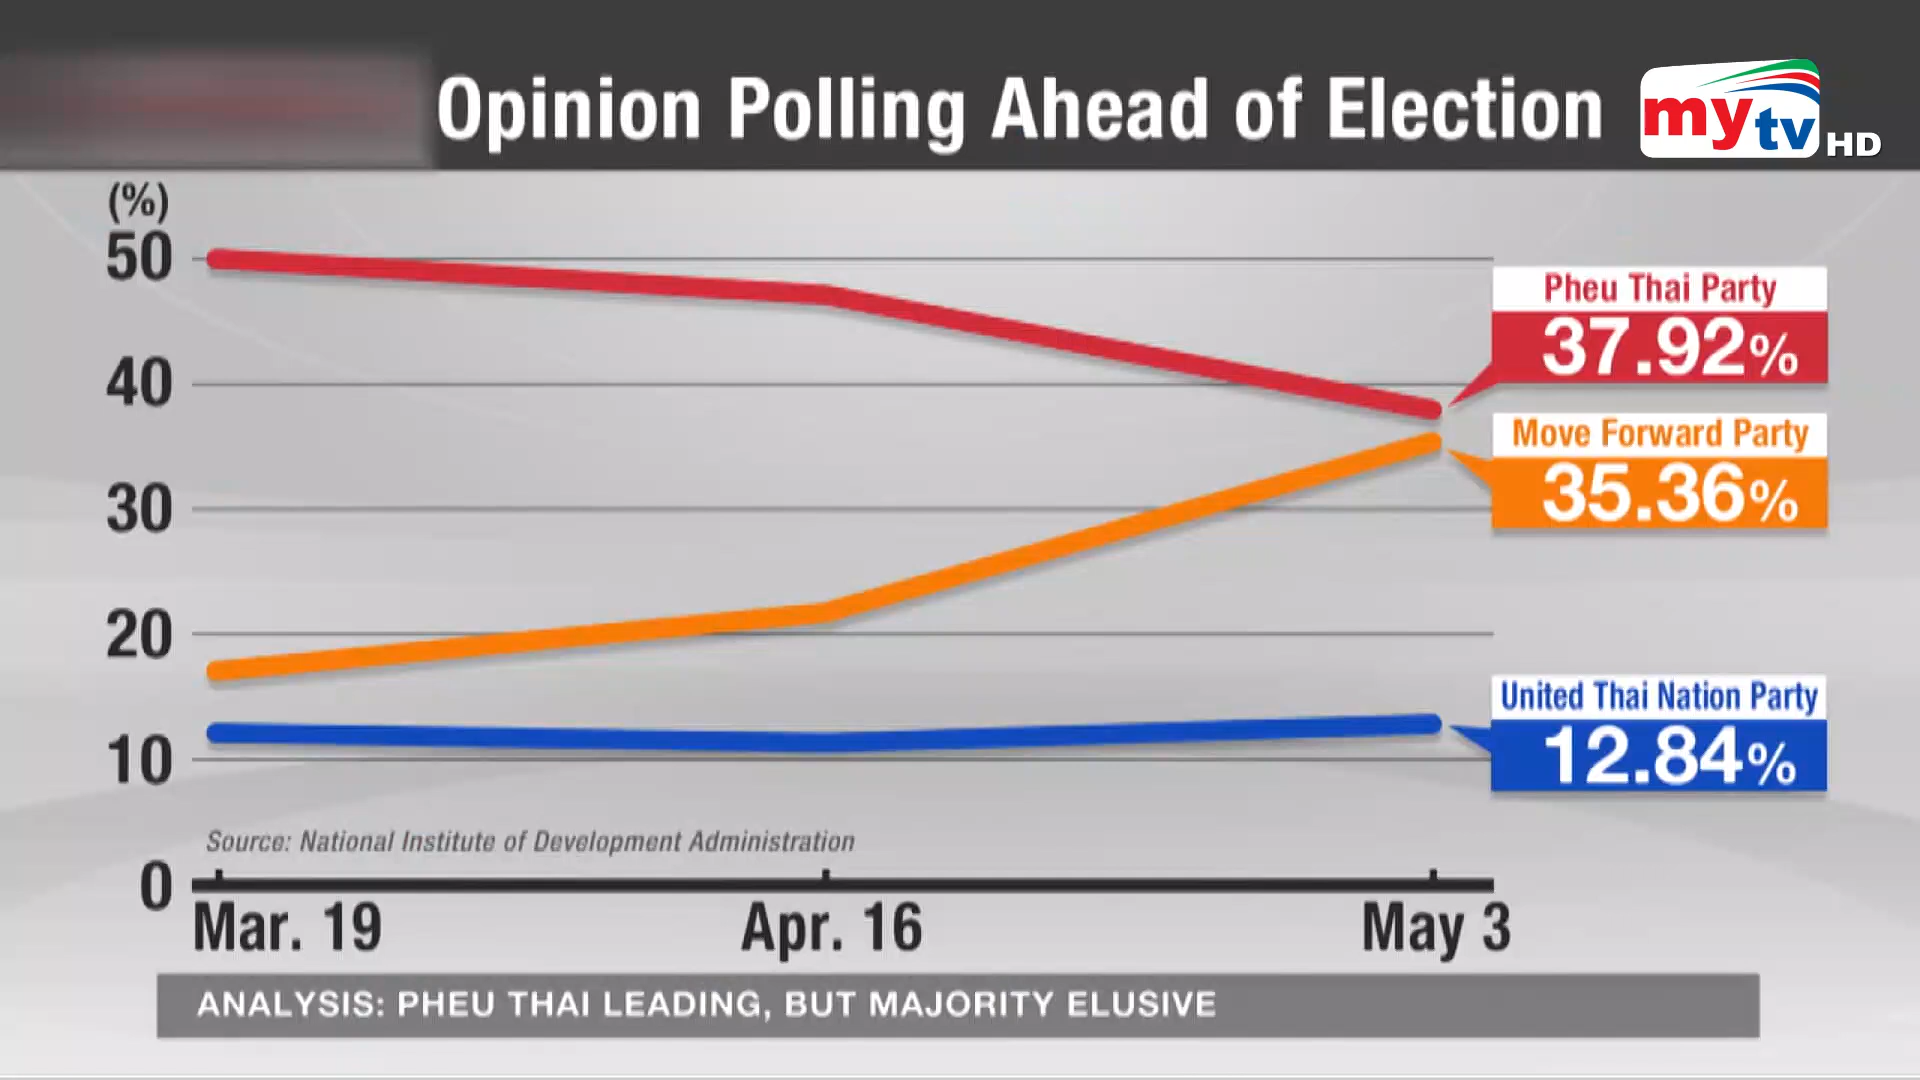 Opinion Polling Ahead of Election
mytv HD
(%)
50
40
30
20
10
0
Pheu Thai Party
37.92%
Move Forward Party
35.36%
United Thai Nation Party
12.84%
Source: National Institute of Development Administration
Mar. 19
Apr. 16
May 3
ANALYSIS: PHEU THAI LEADING, BUT MAJORITY ELUSIVE